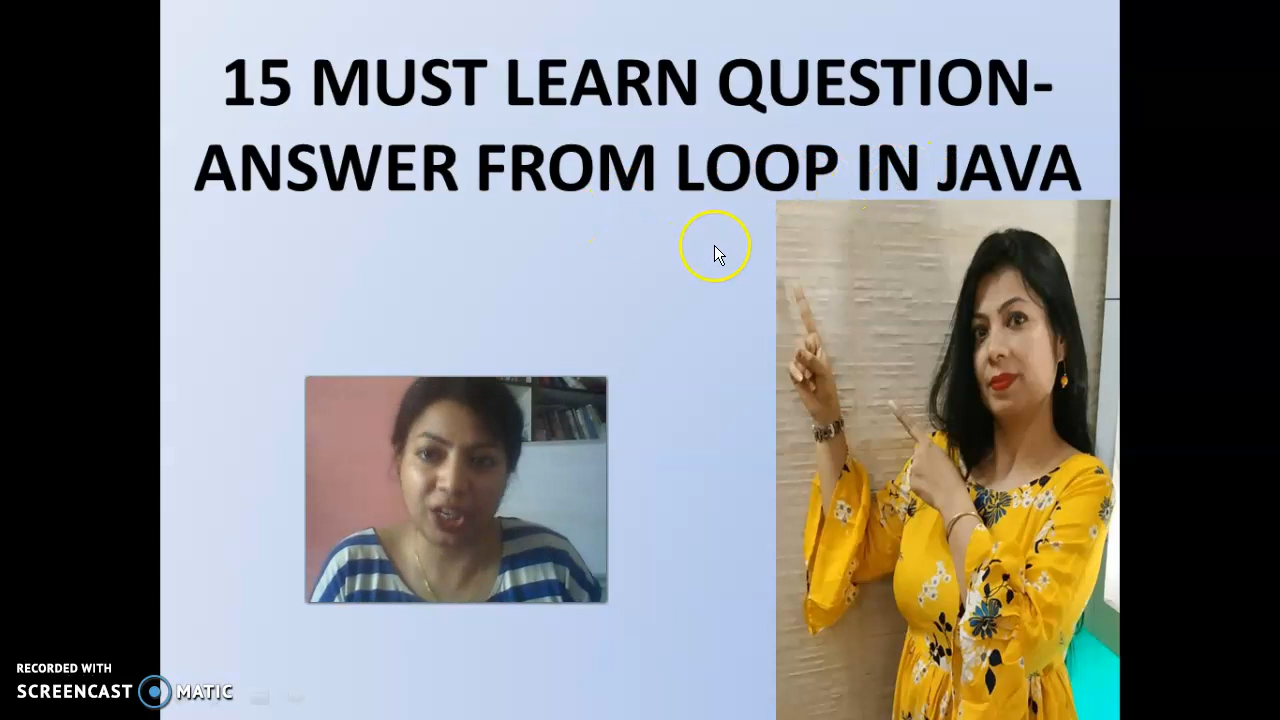 15 MUST LEARN QUESTION-
ANSWER FROM LOOP IN JAVA
RECORDED WITH
SCREENCAST MATIC